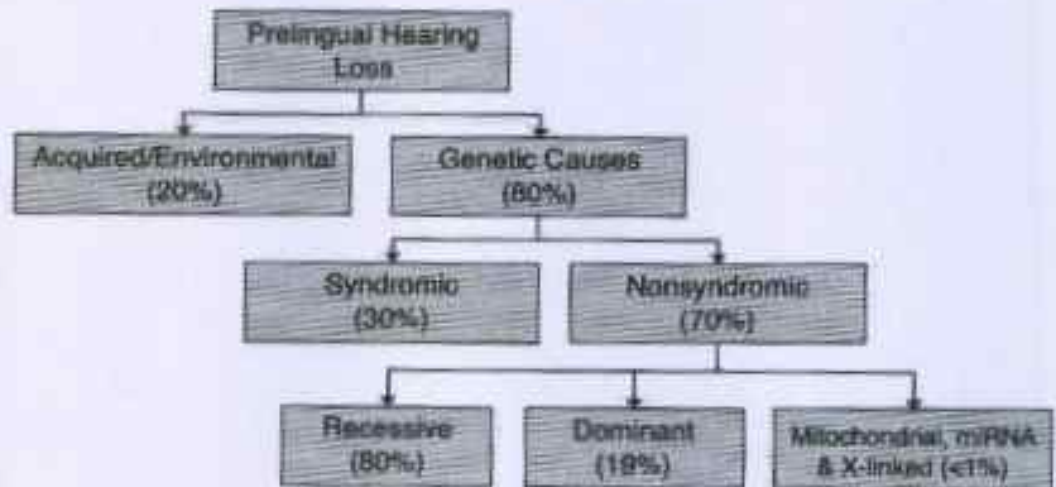 Prelingual Hearing
Loss
Acquired/Environmental
(20%)
Genetic Causes
(80%)
Syndromic
(30%)
Nonsyndromic
(70%)
Recessive
(80%)
Dominant
(19%)
Mitochondrial, miRNA
& X-linked (<1%)